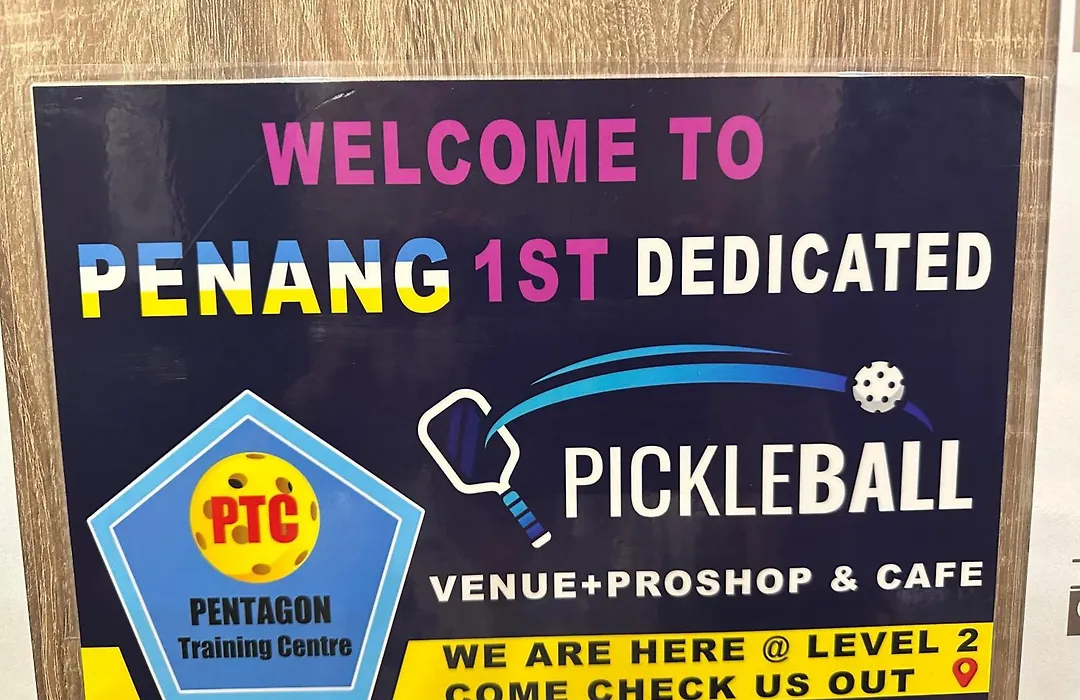 WELCOME TO
PENANG 1ST DEDICATED
PICKLEBALL
PTC
PENTAGON
Training Centre
VENUE+PROSHOP & CAFE
WE ARE HERE @ LEVEL 2
COME CHECK US OUT